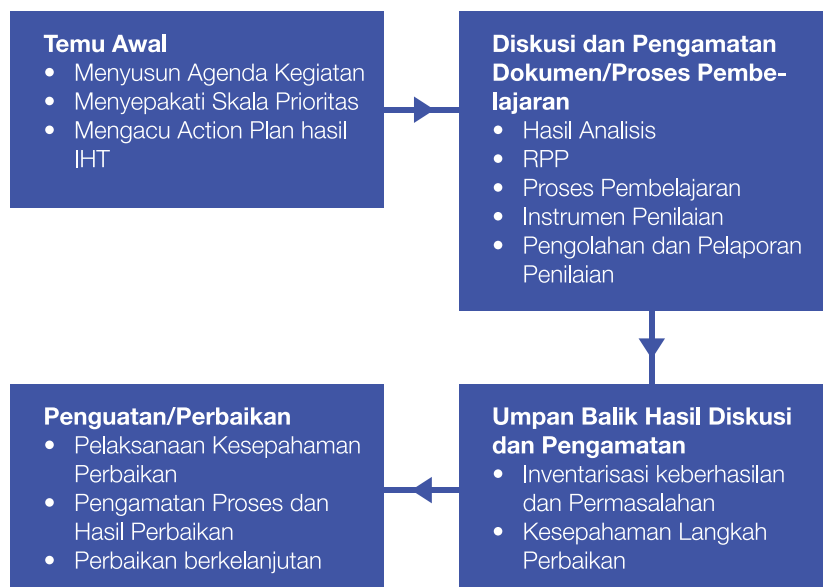 Temu Awal
• Menyusun Agenda Kegiatan
• Menyepakati Skala Prioritas
• Mengacu Action Plan hasil
IHT
Diskusi dan Pengamatan
Dokumen/Proses Pembe-
lajaran
• Hasil Analisis
• RPP
• Proses Pembelajaran
• Instrumen Penilaian
• Pengolahan dan Pelaporan
Penilaian
Umpan Balik Hasil Diskusi
dan Pengamatan
• Inventarisasi keberhasilan
dan Permasalahan
• Kesepahaman Langkah
Perbaikan
Penguatan/Perbaikan
• Pelaksanaan Kesepahaman
Perbaikan
• Pengamatan Proses dan
Hasil Perbaikan
• Perbaikan berkelanjutan